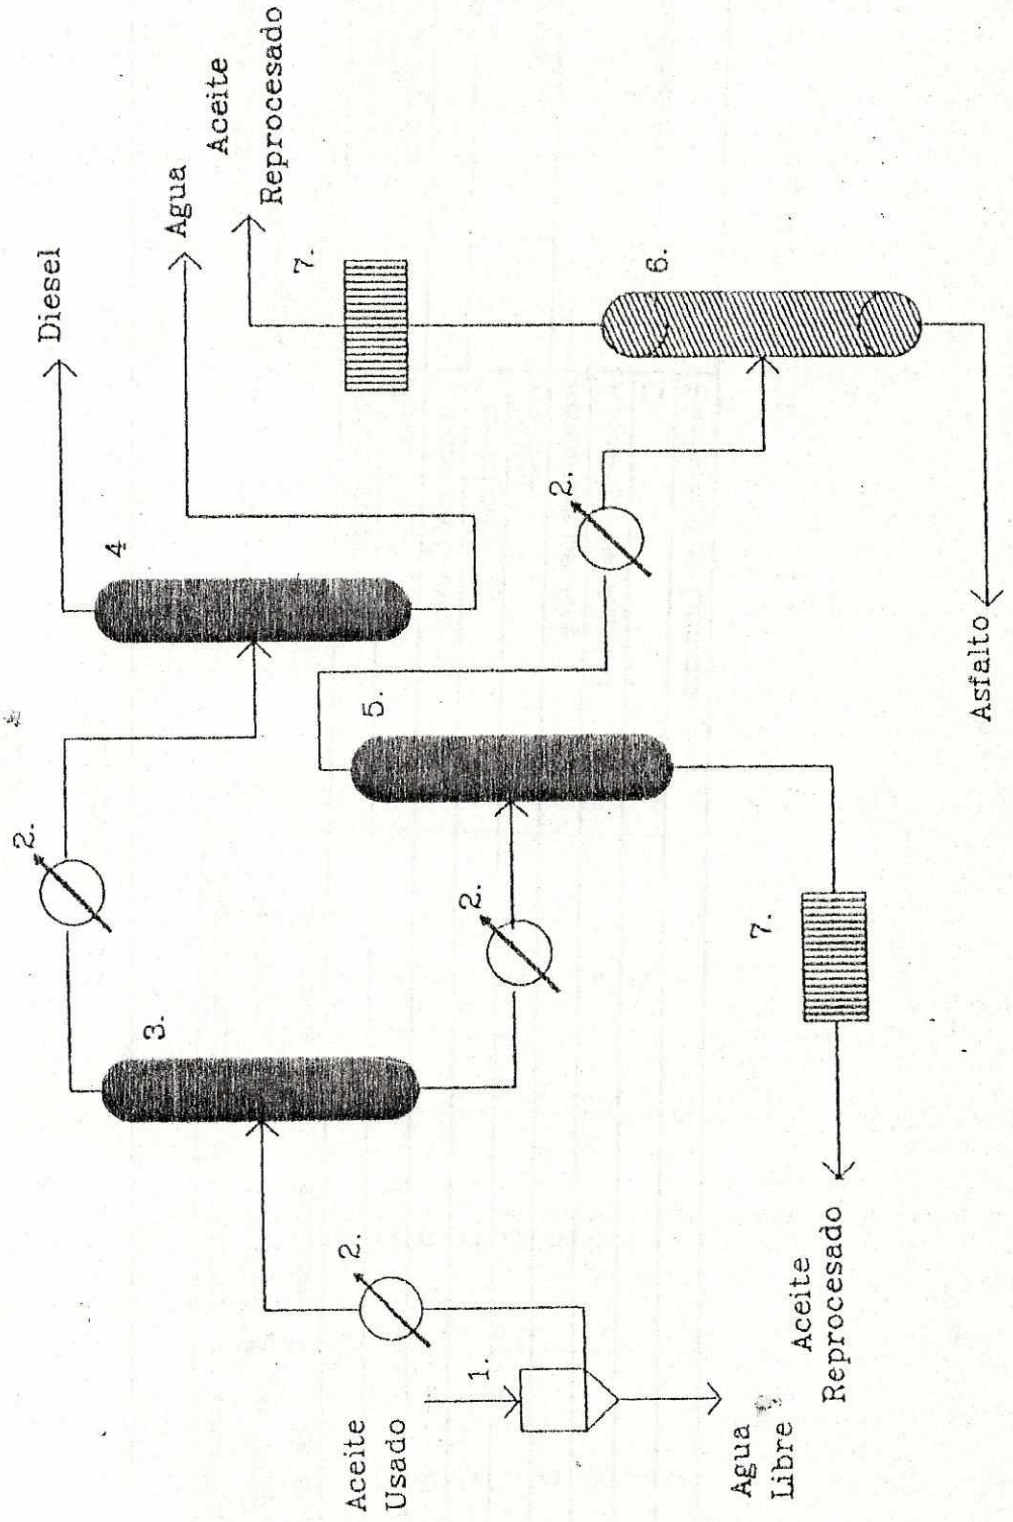 Aceite
Usado
1.
Agua
Libre
2.
3.
2.
2.
4
Diesel
Agua
5.
2.
6.
7.
Aceite
Reprocesado
7.
Aceite
Reprocesado
Asfalto